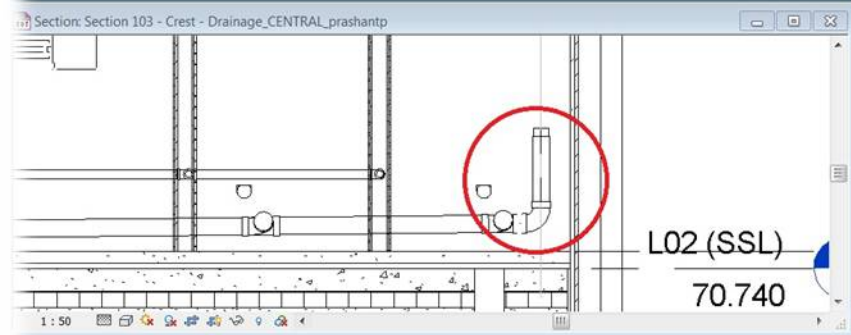 Section: Section 103 - Crest - Drainage_CENTRAL_prashantp
L02 (SSL)
70.740
1 : 50